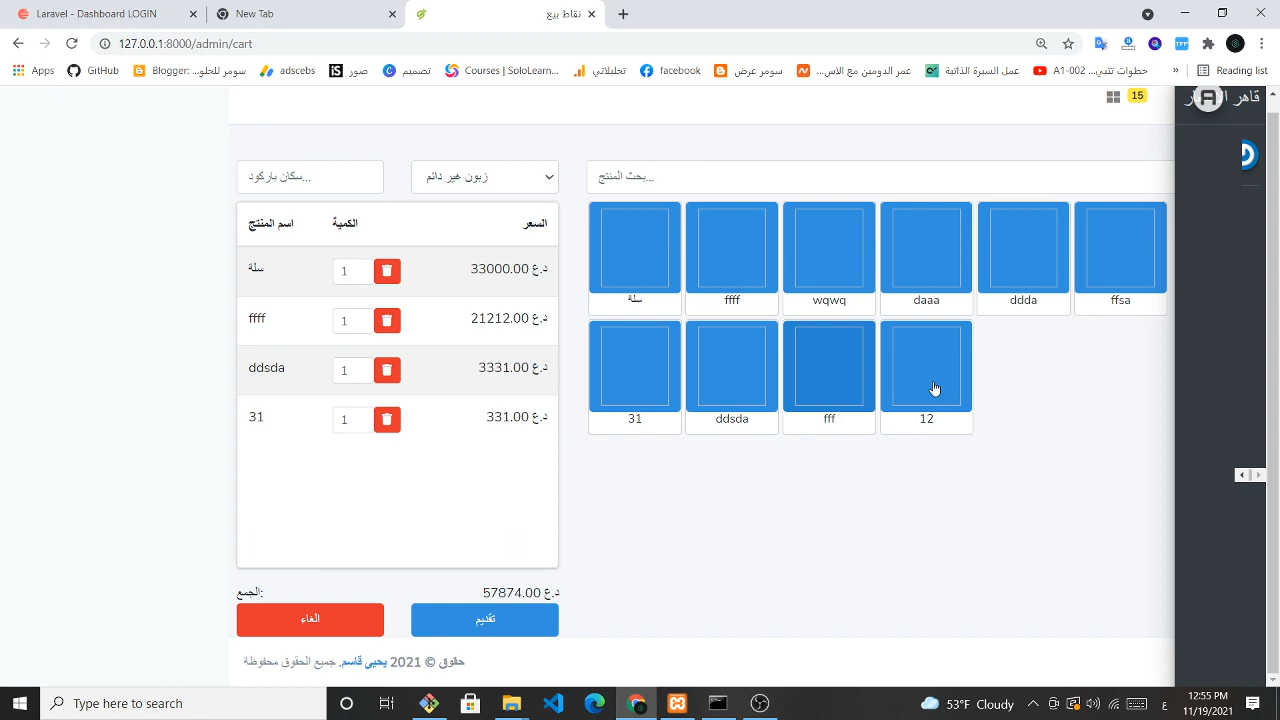 Laravel - Dashboard LOGIN
New Tab
نقاط بيع
127.0.0.1:8000/admin/cart
Apps
GitHub
Blogger: سومر للحلو...
adscebs
صور
تصميم
Courses | SoloLearn...
تحليلاتي
facebook
سومر عرض
عمر الدومين مع الاس...
عمل السيرة الذاتية
خطوات تثبي... A1-002
»
Reading list
15
سكان باركود...
زبون غير دائم
بحث المنتج...
اسم المنتج الكمية السعر
سلة 1 33000.00 د.ع
ffff 1 21212.00 د.ع
ddsda 1 3331.00 د.ع
31 1 331.00 د.ع
سلة
ffff
wqwq
daaa
ddda
ffsa
31
ddsda
fff
12
الجمع:
57874.00 د.ع
الغاء
تقديم
حقوق © 2021 يحيى قاسم. جميع الحقوق محفوظة
Type here to search
53°F Cloudy
ع
12:55 PM
11/19/2021